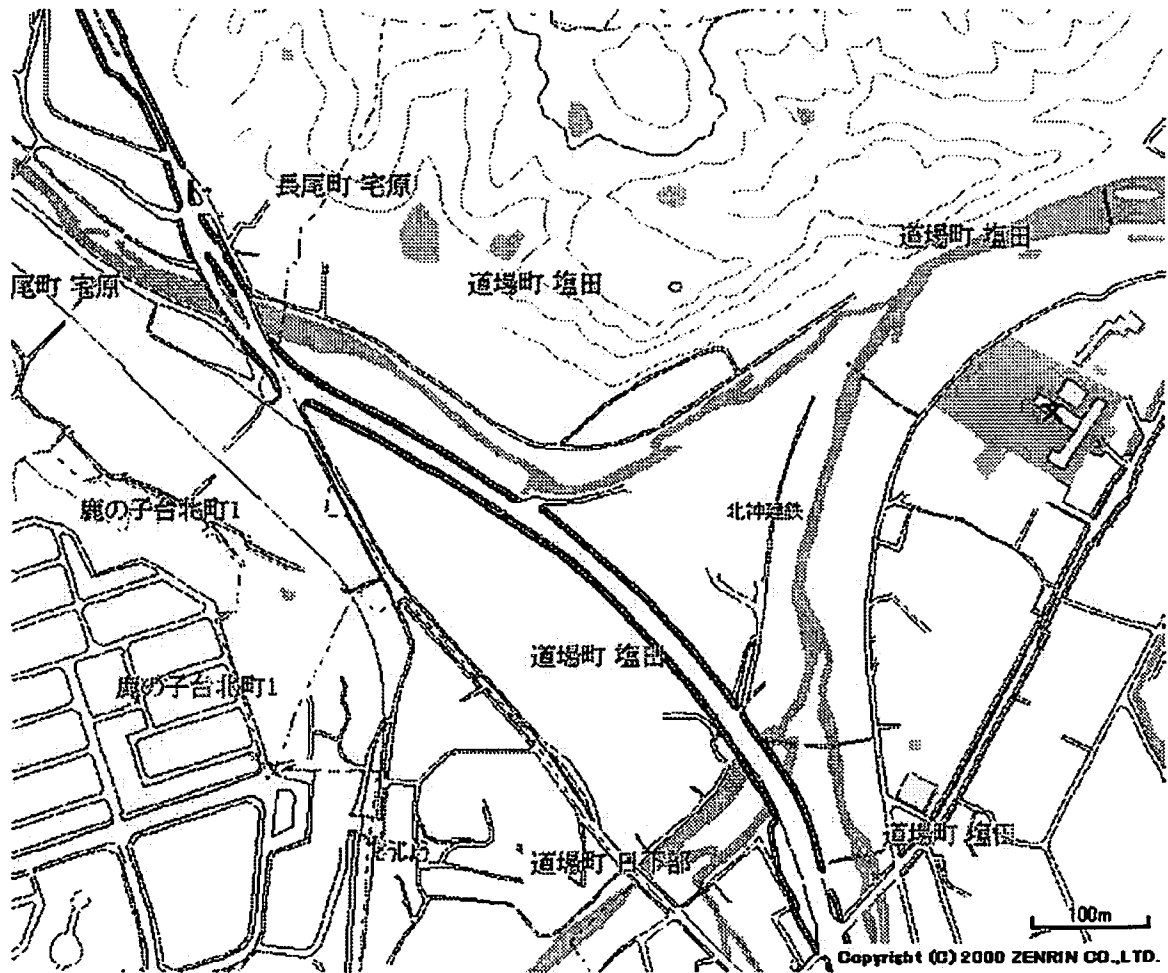 長尾町 宅原
道場町 塩田
尾町 宅原
道場町 塩田
鹿の子台北町1
北神建鉄
道場町 塩田
鹿の子台北町1
道場町 塩田
道場町 日下部
100m
Copyright (C) 2000 ZENRIN CO.,LTD.